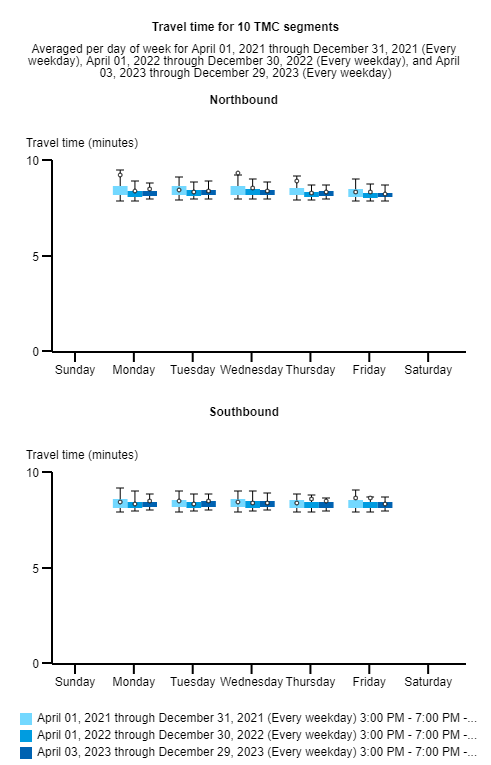 Travel time for 10 TMC segments
Averaged per day of week for April 01, 2021 through December 31, 2021 (Every
weekday), April 01, 2022 through December 30, 2022 (Every weekday), and April
03, 2023 through December 29, 2023 (Every weekday)
Northbound
Travel time (minutes)
10
5
0
Sunday Monday Tuesday Wednesday Thursday Friday Saturday
Southbound
Travel time (minutes)
10
5
0
Sunday Monday Tuesday Wednesday Thursday Friday Saturday
April 01, 2021 through December 31, 2021 (Every weekday) 3:00 PM - 7:00 PM -...
April 01, 2022 through December 30, 2022 (Every weekday) 3:00 PM - 7:00 PM -...
April 03, 2023 through December 29, 2023 (Every weekday) 3:00 PM - 7:00 PM -...